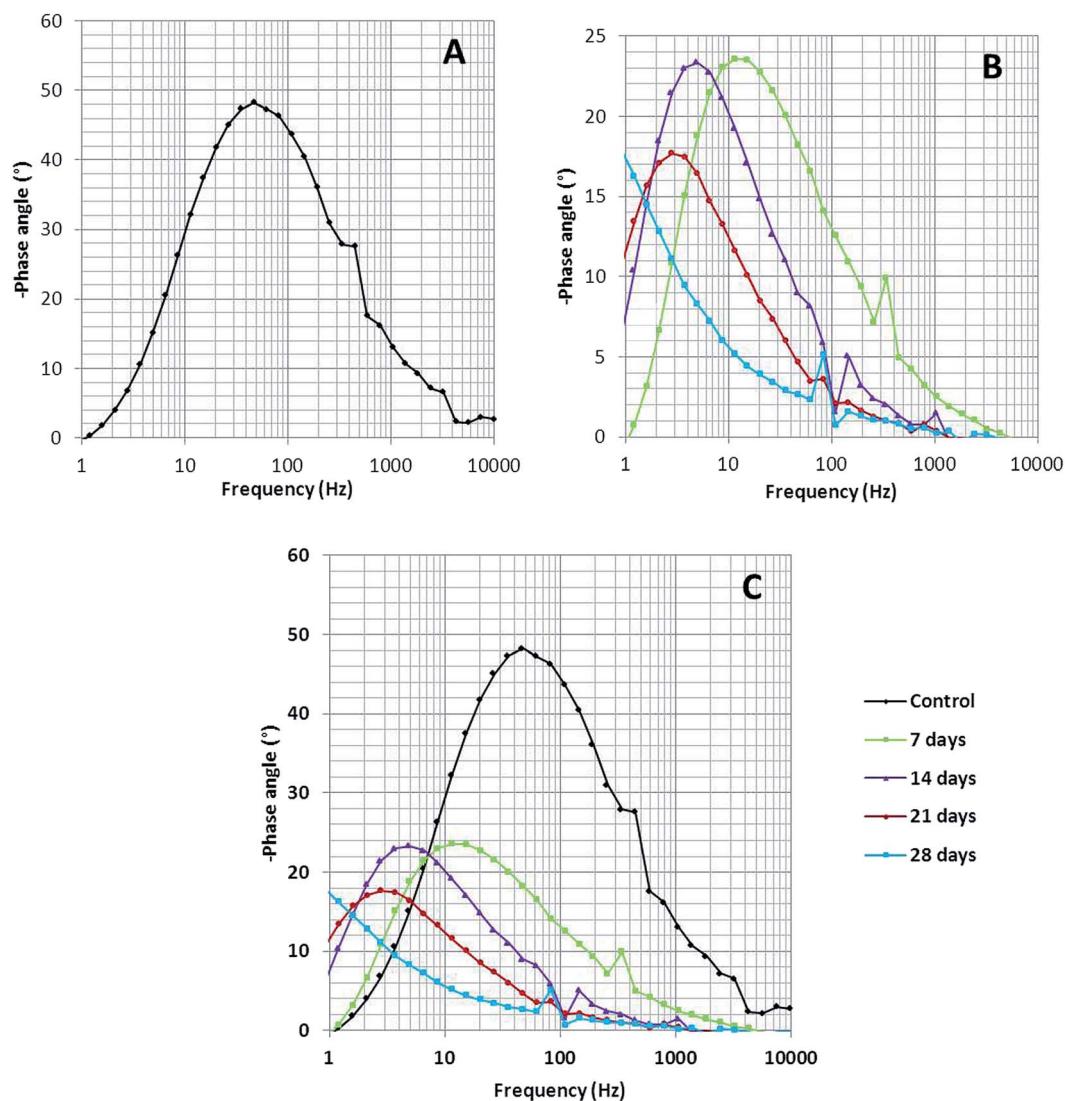 A
-Phase angle (°)
60
50
40
30
20
10
0
1 10 100 1000 10000
Frequency (Hz)
B
-Phase angle (°)
25
20
15
10
5
0
1 10 100 1000 10000
Frequency (Hz)
C
-Phase angle (°)
60
50
40
30
20
10
0
1 10 100 1000 10000
Frequency (Hz)
Control
7 days
14 days
21 days
28 days